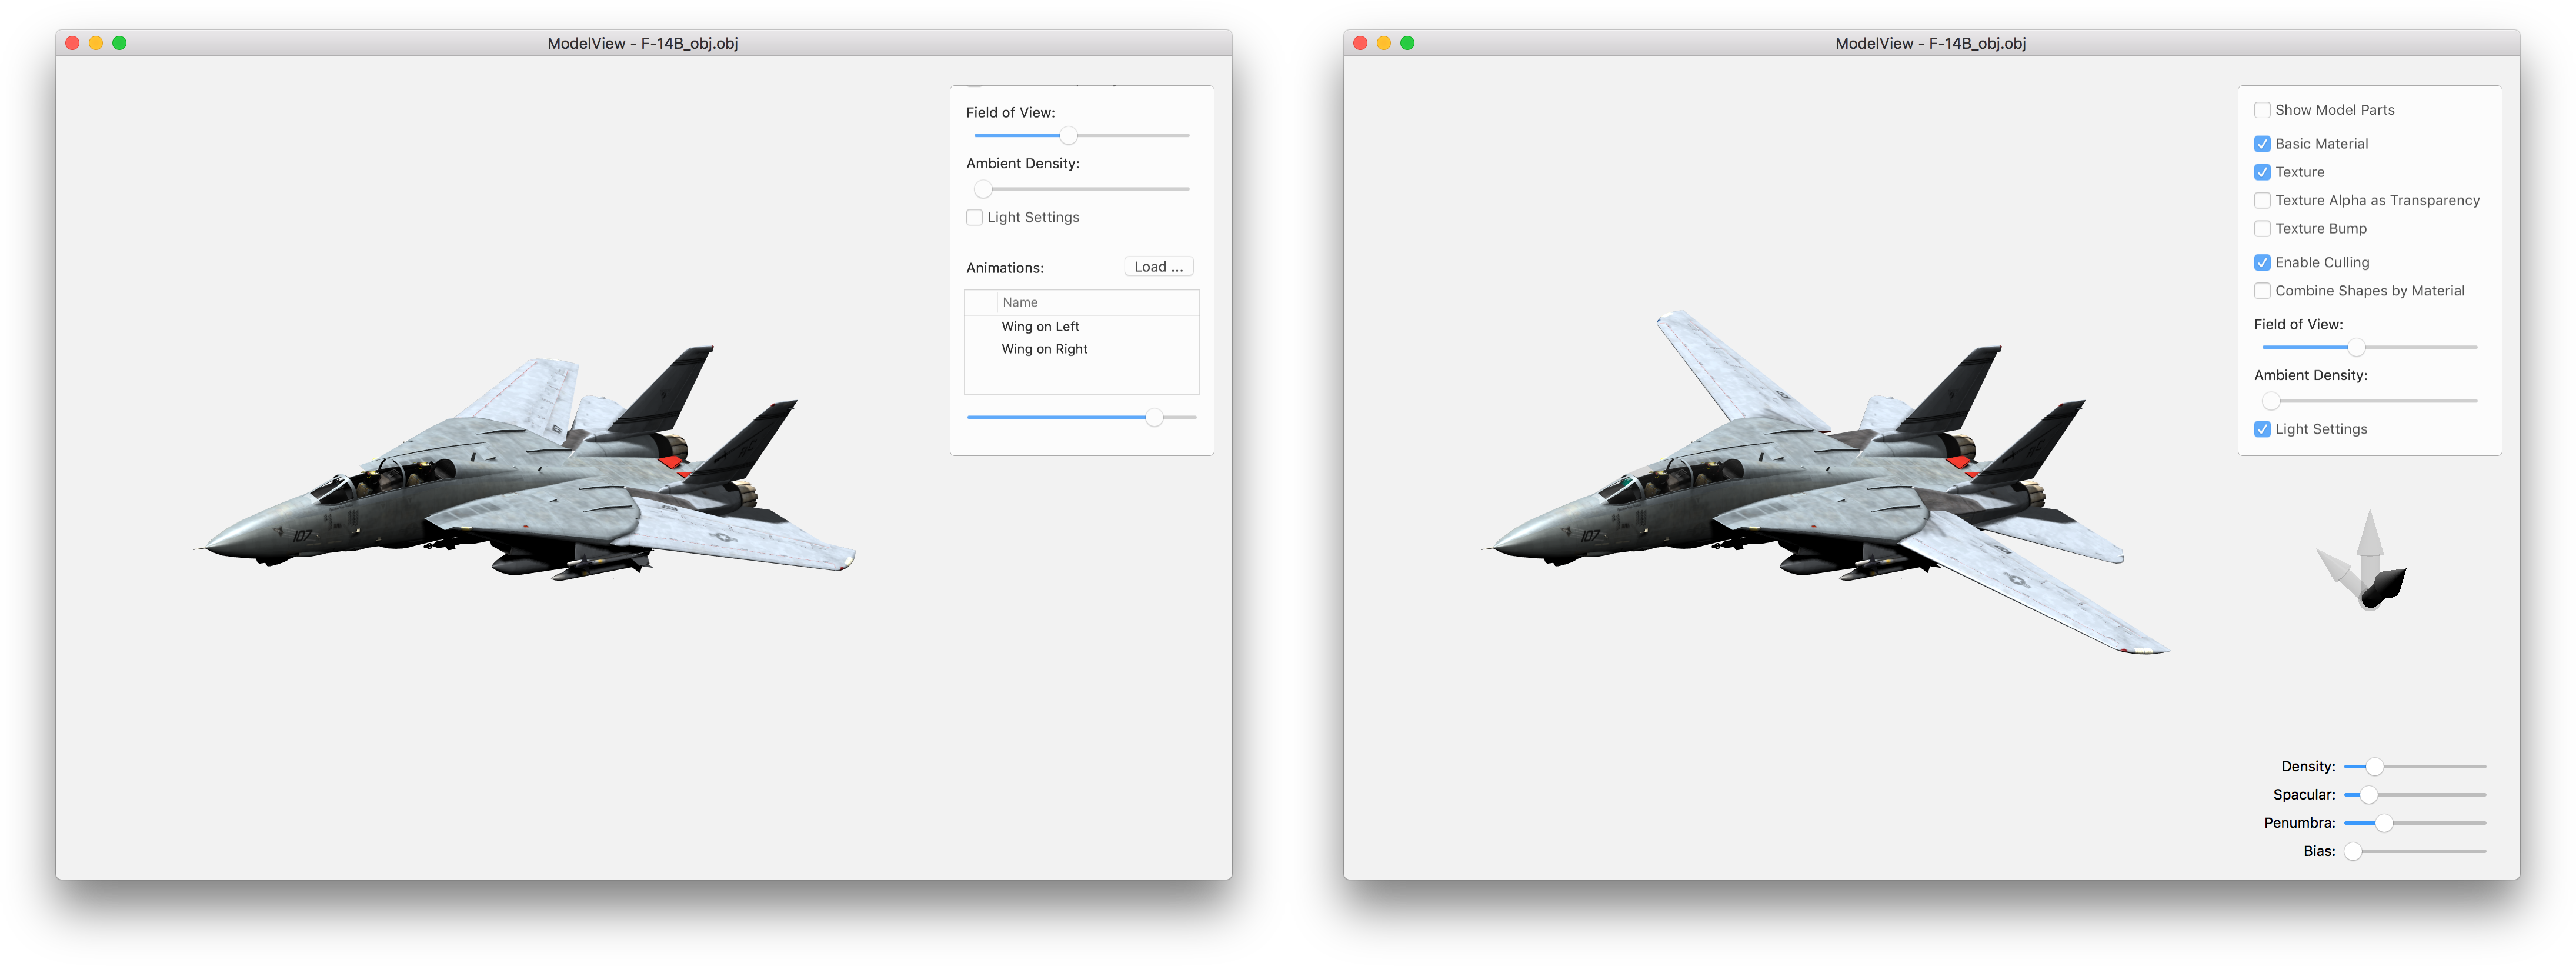 ModelView - F-14B_obj.obj
Field of View:
Ambient Density:
Light Settings
Animations:
Load ...
Name
Wing on Left
Wing on Right
107
ModelView - F-14B_obj.obj
Show Model Parts
Basic Material
Texture
Texture Alpha as Transparency
Texture Bump
Enable Culling
Combine Shapes by Material
Field of View:
Ambient Density:
Light Settings
107
Density:
Spacular:
Penumbra:
Bias: